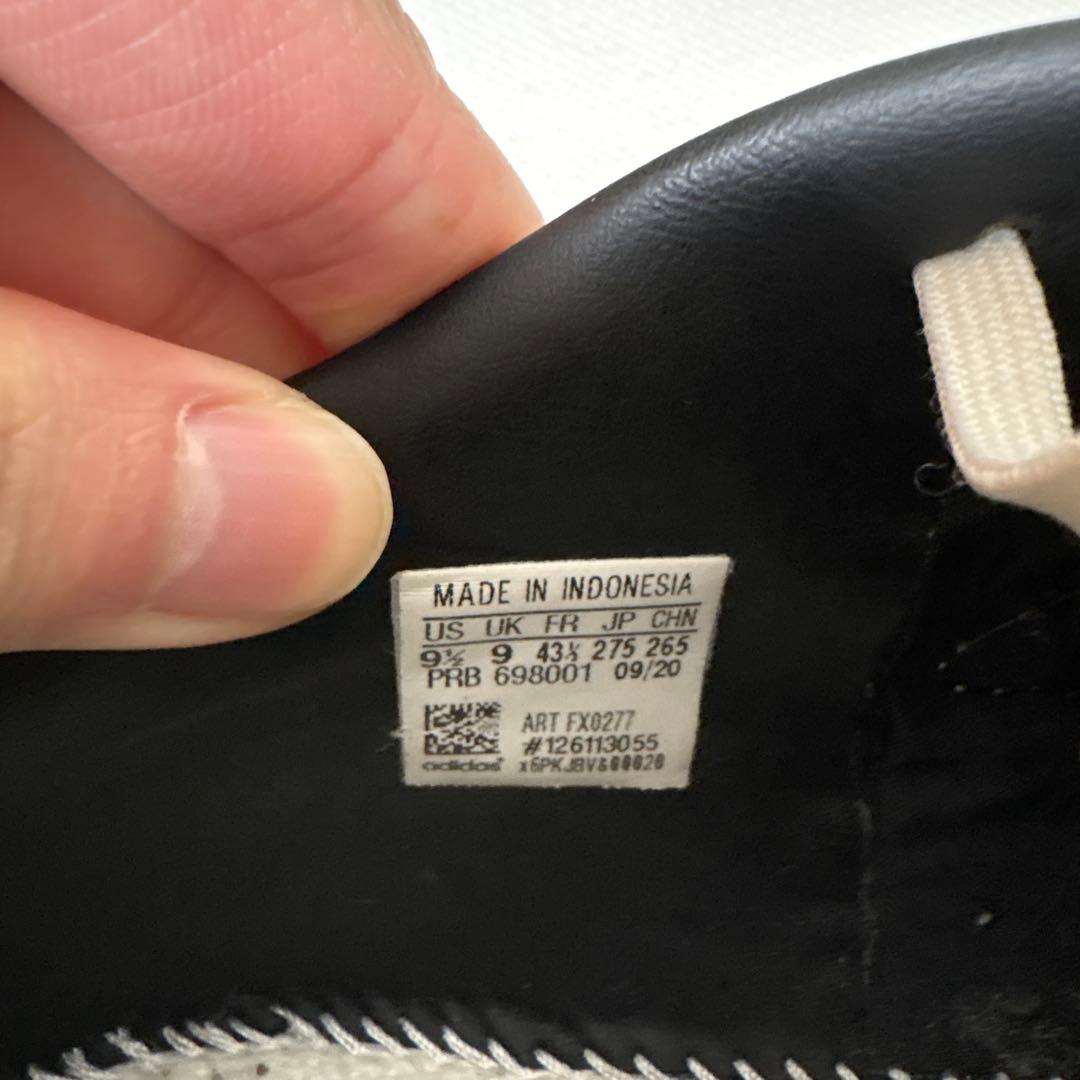 MADE IN INDONESIA
US UK FR JP CHN
9½ 9 43⅓ 275 265
PRB 698001 09/20
ART FX0277
#126113055
adidas